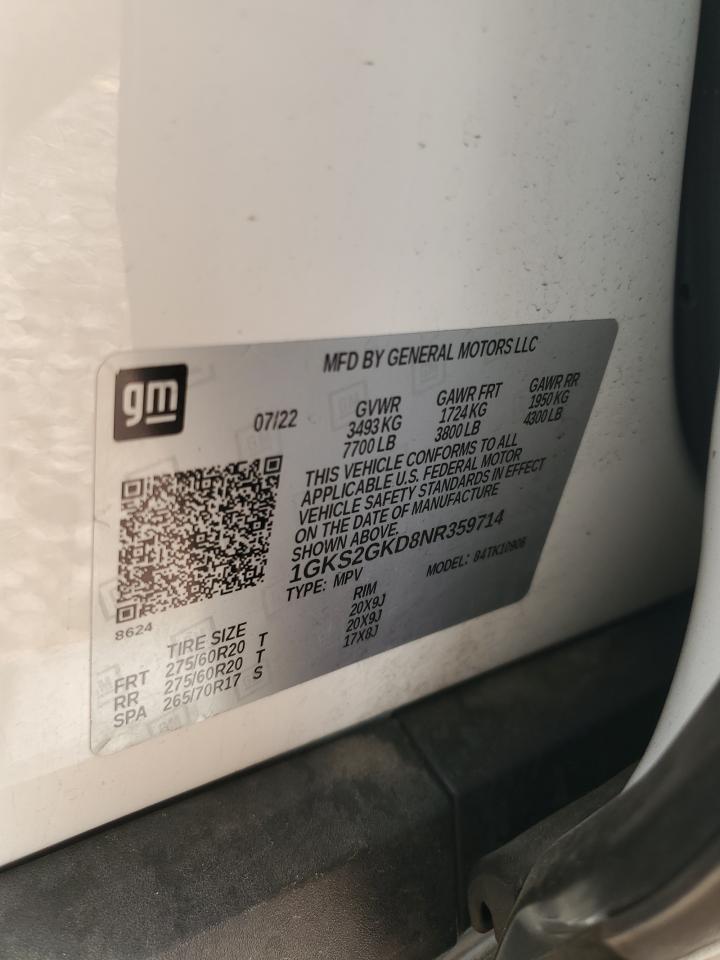 gm
MFD BY GENERAL MOTORS LLC
07/22
GVWR
3493 KG
7700 LB
GAWR FRT
1724 KG
3800 LB
GAWR RR
1950 KG
4300 LB
THIS VEHICLE CONFORMS TO ALL
APPLICABLE U.S. FEDERAL MOTOR
VEHICLE SAFETY STANDARDS IN EFFECT
ON THE DATE OF MANUFACTURE
SHOWN ABOVE.
1GKS2GKD8NR359714
TYPE: MPV
MODEL: 84TK10906
8624
TIRE SIZE
RIM
FRT 275/60R20 T 20X9J
RR 275/60R20 T 20X9J
SPA 265/70R17 S 17X8J